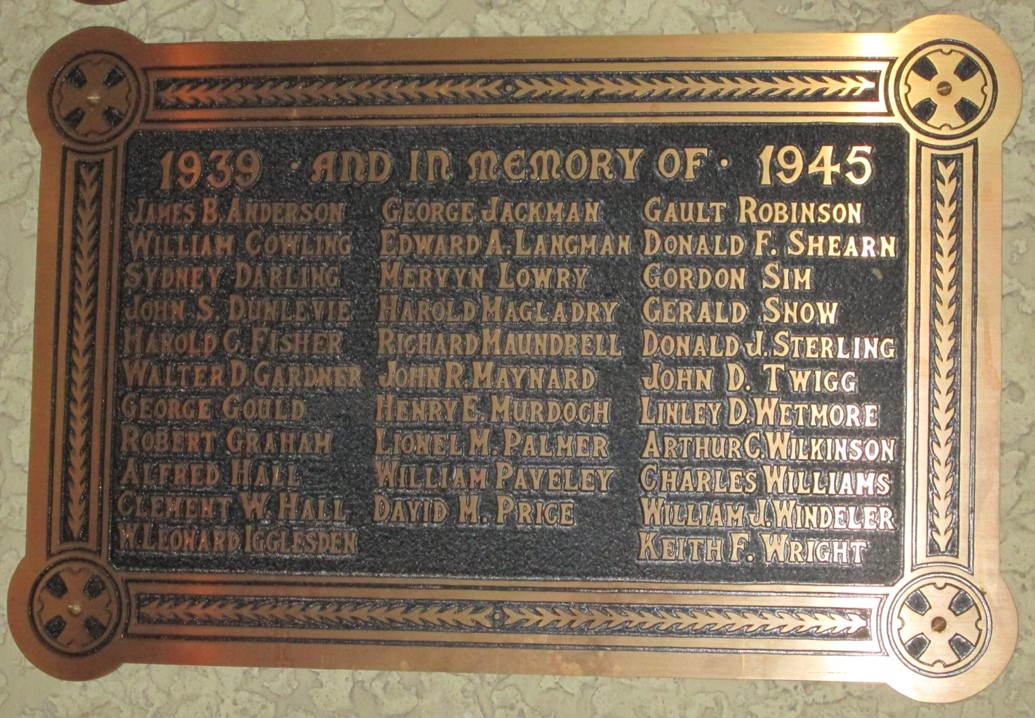 1939 · AND IN MEMORY OF · 1945
JAMES B. ANDERSON
WILLIAM COWLING
SYDNEY DARLING
JOHN S. DUNLEVIE
HAROLD C. FISHER
WALTER D. GARDNER
GEORGE GOULD
ROBERT GRAHAM
ALFRED HALL
CLEMENT W. HALL
W. LEONARD IGGLESDEN
GEORGE JACKMAN
EDWARD A. LANGMAN
MERVYN LOWRY
HAROLD MAGLADRY
RICHARD MAUNDRELL
JOHN R. MAYNARD
HENRY E. MURDOCH
LIONEL M. PALMER
WILLIAM PAVELEY
DAVID M. PRICE
GAULT ROBINSON
DONALD F. SHEARN
GORDON SIM
GERALD SNOW
DONALD J. STERLING
JOHN D. TWIGG
LINLEY D. WETMORE
ARTHUR C. WILKINSON
CHARLES WILLIAMS
WILLIAM J. WINDELER
KEITH F. WRIGHT